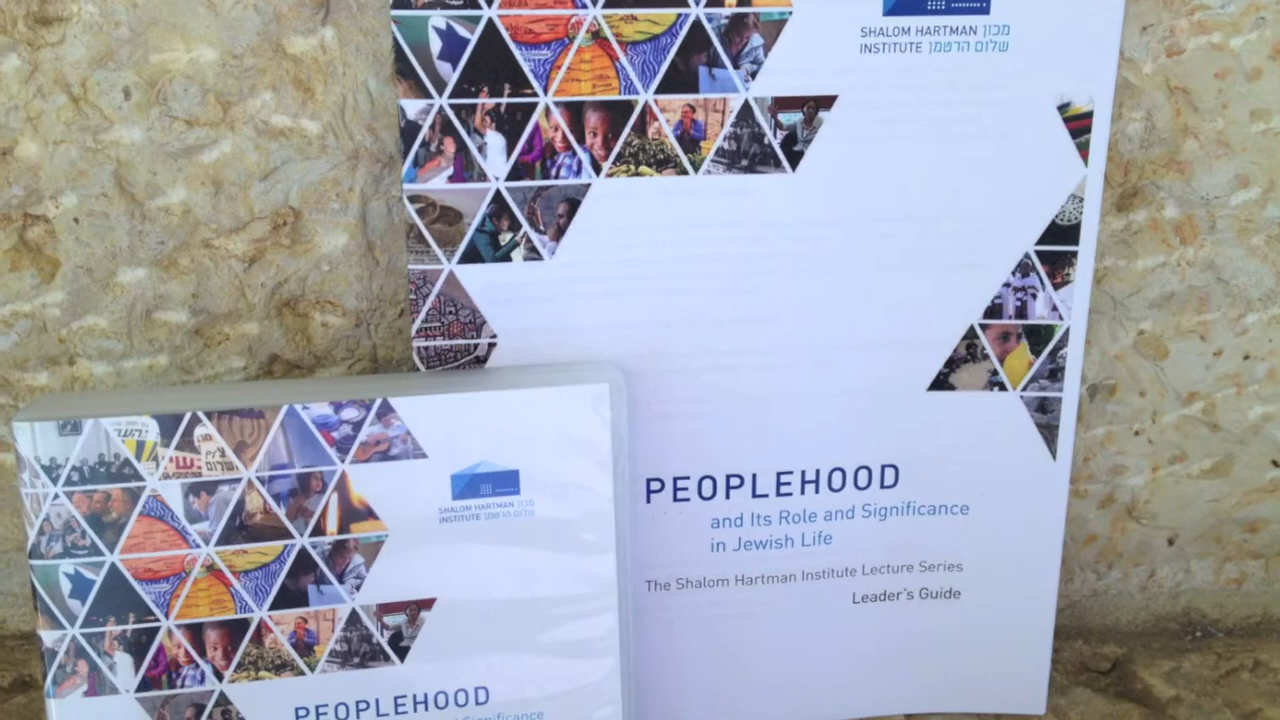 SHALOM HARTMAN מכון
INSTITUTE שלום הרטמן
PEOPLEHOOD
and Its Role and Significance
in Jewish Life
The Shalom Hartman Institute Lecture Series
Leader's Guide
SHALOM HARTMAN מכון
INSTITUTE שלום הרטמן
PEOPLEHOOD
Significance